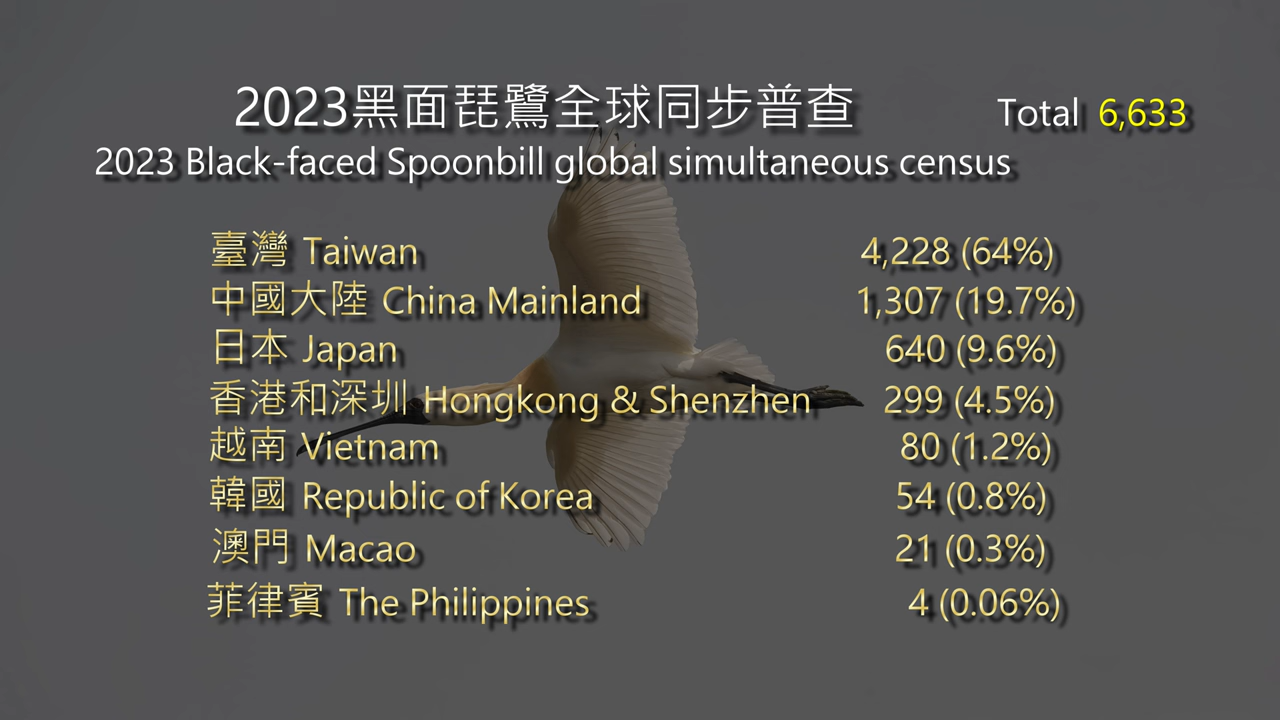 2023黑面琵鷺全球同步普查 Total 6,633
2023 Black-faced Spoonbill global simultaneous census
臺灣 Taiwan 4,228 (64%)
中國大陸 China Mainland 1,307 (19.7%)
日本 Japan 640 (9.6%)
香港和深圳 Hongkong & Shenzhen 299 (4.5%)
越南 Vietnam 80 (1.2%)
韓國 Republic of Korea 54 (0.8%)
澳門 Macao 21 (0.3%)
菲律賓 The Philippines 4 (0.06%)